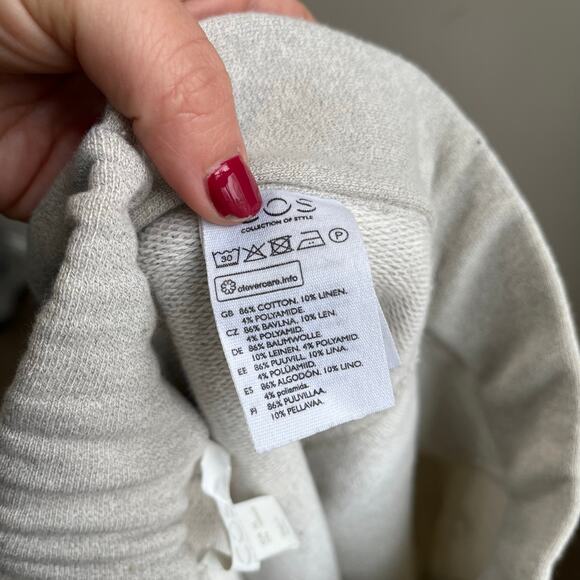 OS
COLLECTION OF STYLE
30 P
clevercare.info
GB 86% COTTON. 10% LINEN.
4% POLYAMIDE.
CZ 86% BAVLNA, 10% LEN.
4% POLYAMID.
DE 86% BAUMWOLLE
10% LEINEN. 4% POLYAMID.
EE 86% PUUVILL. 10% LINA.
4% POLÜAMIID.
ES 86% ALGODÓN. 10% LINO.
4% poliamida.
FI 86% PUUVILLAA.
10% PELLAVAA.